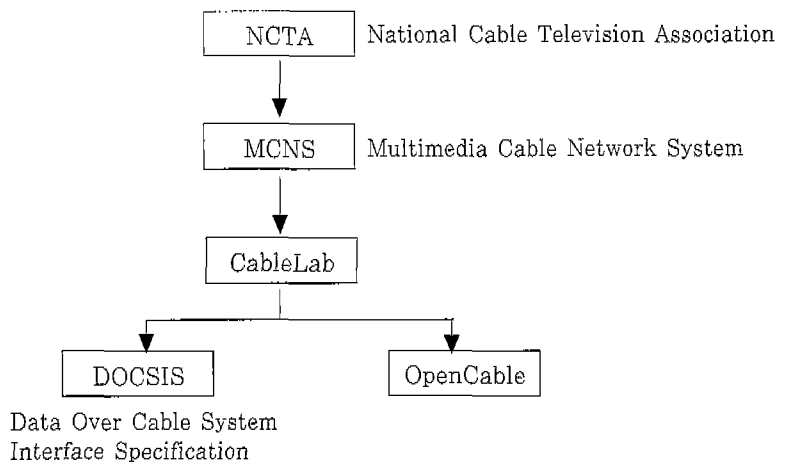 NCTA National Cable Television Association
MCNS Multimedia Cable Network System
CableLab
DOCSIS OpenCable
Data Over Cable System
Interface Specification